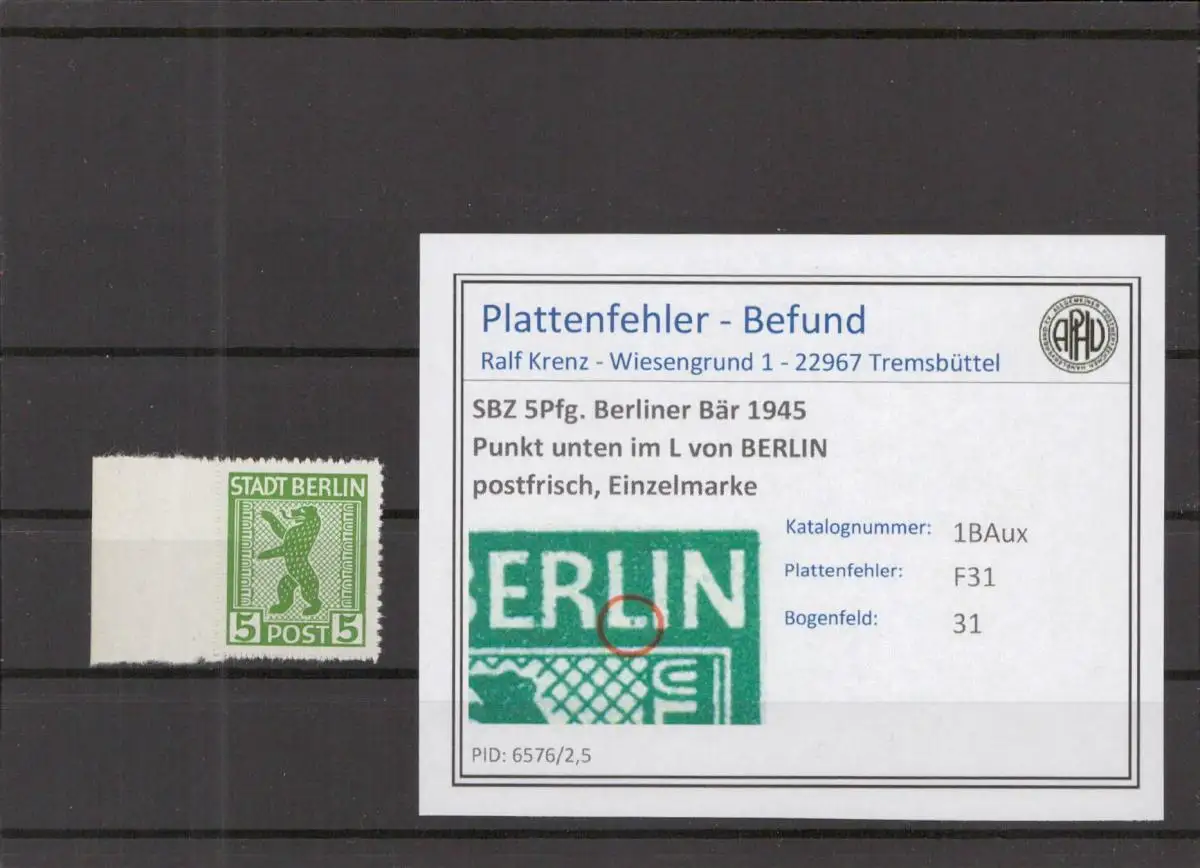 STADT BERLIN
5 POST 5
Plattenfehler - Befund
Ralf Krenz - Wiesengrund 1 - 22967 Tremsbüttel
APHV
SBZ 5Pfg. Berliner Bär 1945
Punkt unten im L von BERLIN
postfrisch, Einzelmarke
BERLIN
Katalognummer: 1BAux
Plattenfehler: F31
Bogenfeld: 31
PID: 6576/2,5